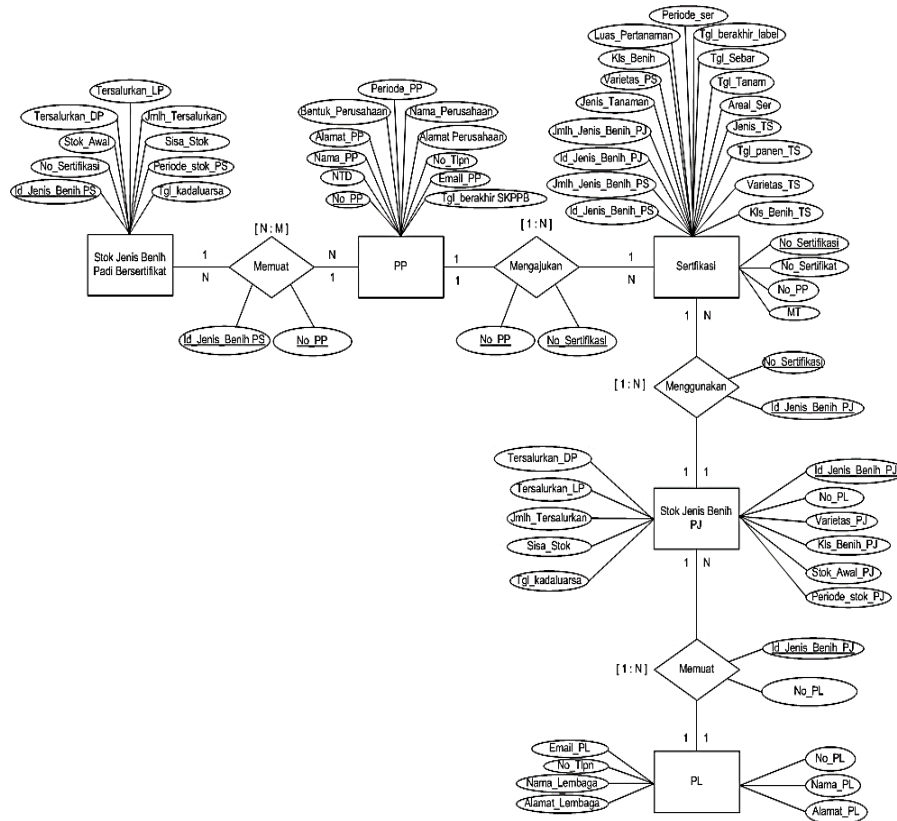 Tersalurkan_LP
Tersalurkan_DP
Jmlh_Tersalurkan
Stok_Awal
Sisa_Stok
No_Sertifikasi
Periode_stok_PS
Id_Jenis_Benih PS
Tgl_kadaluarsa
Stok Jenis Benih
Padi Bersertifikat
1
N
[N:M]
Memuat
Id_Jenis_Benih PS
No_PP
N
1
Periode_PP
Bentuk_Perusahaan
Nama_Perusahaan
Alamat_PP
Alamat Perusahaan
Nama_PP
No_Tlpn
NTD
Email_PP
No_PP
Tgl_berakhir SKPPB
PP
1
1
[1:N]
Mengajukan
No_PP
No_Sertifikasi
1
N
Periode_ser
Luas_Pertanaman
Tgl_berakhir_label
Kls_Benih
Tgl_Sebar
Varietas_PS
Tgl_Tanam
Jenis_Tanaman
Areal_Ser
Jmlh_Jenis_Benih_PJ
Jenis_TS
Id_Jenis_Benih_PJ
Tgl_panen_TS
Jmlh_Jenis_Benih_PS
Varietas_TS
Id_Jenis_Benih_PS
Kls_Benih_TS
Sertfikasi
No_Sertifikasi
No_Sertifikat
No_PP
MT
1 N
[1:N]
Menggunakan
No_Sertifikasi
Id_Jenis_Benih_PJ
1 1
Tersalurkan_DP
Tersalurkan_LP
Jmlh_Tersalurkan
Sisa_Stok
Tgl_kadaluarsa
Stok Jenis Benih
PJ
Id_Jenis_Benih_PJ
No_PL
Varietas_PJ
Kls_Benih_PJ
Stok_Awal_PJ
Periode_stok_PJ
1 N
[1:N]
Memuat
Id_Jenis_Benih_PJ
No_PL
1 1
Email_PL
No_Tlpn
Nama_Lembaga
Alamat_Lembaga
PL
No_PL
Nama_PL
Alamat_PL